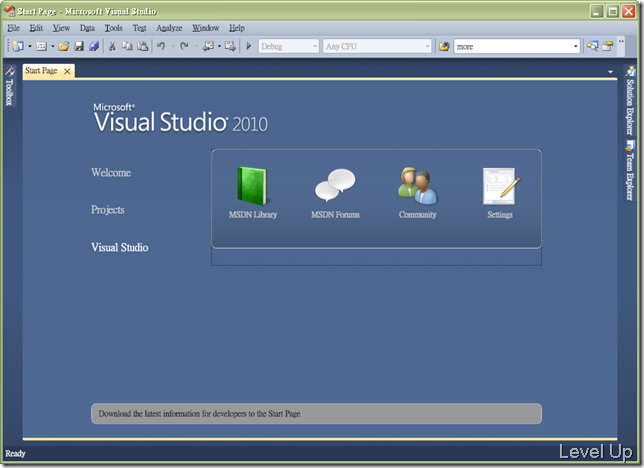 Start Page - Microsoft Visual Studio
File Edit View Data Tools Test Analyze Window Help
Debug Any CPU more
Start Page
Toolbox
Solution Explorer
Team Explorer
Microsoft®
Visual Studio® 2010
Welcome
Projects
Visual Studio
MSDN Library MSDN Forums Community Settings
Download the latest information for developers to the Start Page
Ready
Level Up